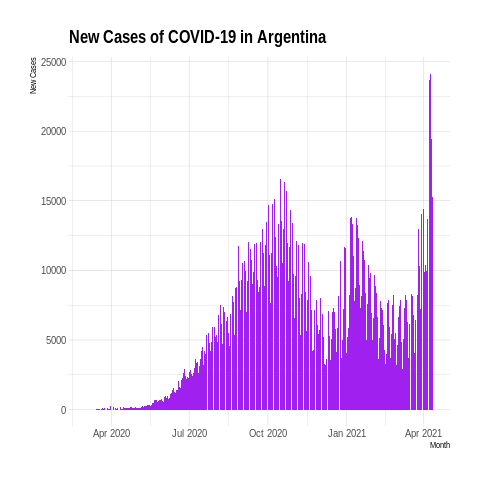 New Cases of COVID-19 in Argentina
New Cases
25000
20000
15000
10000
5000
0
Apr 2020 Jul 2020 Oct 2020 Jan 2021 Apr 2021
Month